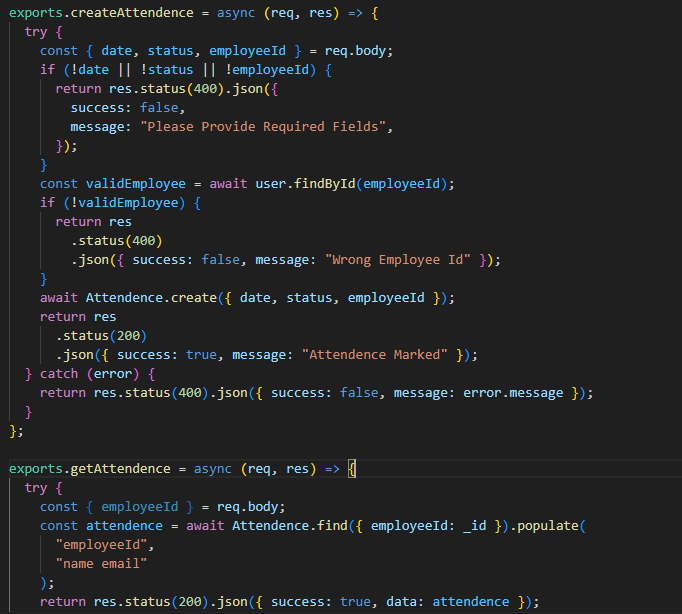 exports.createAttendence = async (req, res) => {
  try {
    const { date, status, employeeId } = req.body;
    if (!date || !status || !employeeId) {
      return res.status(400).json({
        success: false,
        message: "Please Provide Required Fields",
      });
    }
    const validEmployee = await user.findById(employeeId);
    if (!validEmployee) {
      return res
        .status(400)
        .json({ success: false, message: "Wrong Employee Id" });
    }
    await Attendence.create({ date, status, employeeId });
    return res
      .status(200)
      .json({ success: true, message: "Attendence Marked" });
  } catch (error) {
    return res.status(400).json({ success: false, message: error.message });
  }
};

exports.getAttendence = async (req, res) => {
  try {
    const { employeeId } = req.body;
    const attendence = await Attendence.find({ employeeId: _id }).populate(
      "employeeId",
      "name email"
    );
    return res.status(200).json({ success: true, data: attendence });